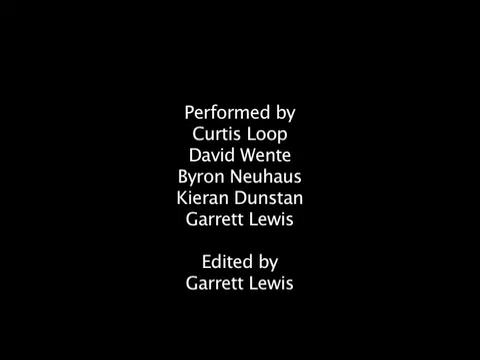 Performed by
Curtis Loop
David Wente
Byron Neuhaus
Kieran Dunstan
Garrett Lewis
Edited by
Garrett Lewis